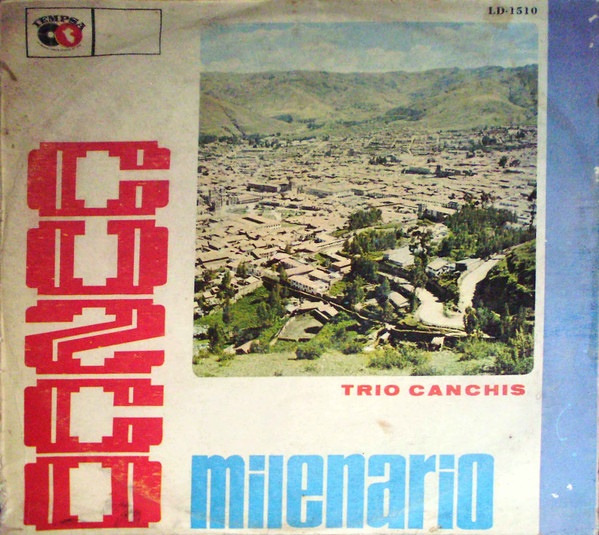 IEMPSA
LD-1510
CUZCO
TRIO CANCHIS
milenario